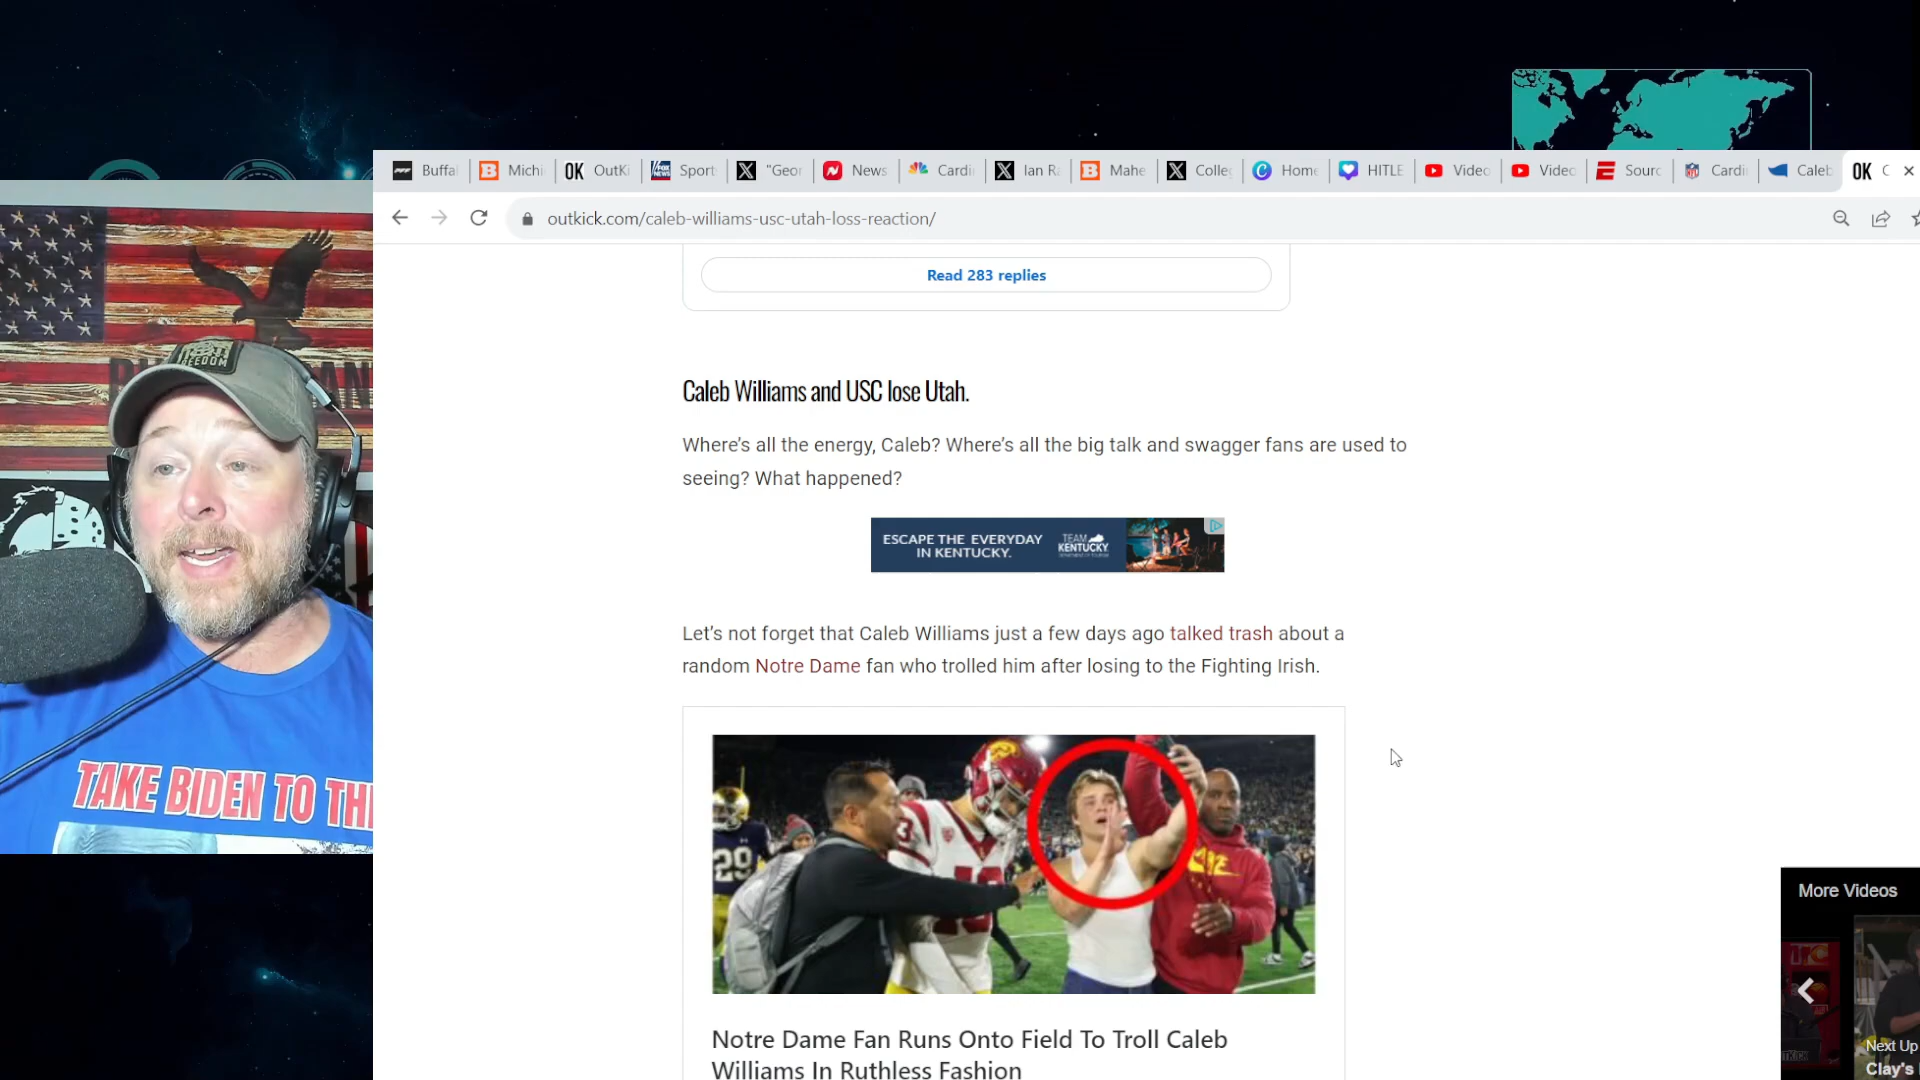 Buffa
Michi
OK
OutKi
FOX NEWS
Sport
"Geor
News
Cardi
Ian Ra
Mahe
Colle
Home
HITLE
Video
Video
Sourc
Cardi
Caleb
OK
outkick.com/caleb-williams-usc-utah-loss-reaction/
Read 283 replies
Caleb Williams and USC lose Utah.
Where's all the energy, Caleb? Where's all the big talk and swagger fans are used to
seeing? What happened?
ESCAPE THE EVERYDAY
IN KENTUCKY.
TEAM
KENTUCKY
Let's not forget that Caleb Williams just a few days ago talked trash about a
random Notre Dame fan who trolled him after losing to the Fighting Irish.
29
Notre Dame Fan Runs Onto Field To Troll Caleb
Williams In Ruthless Fashion
More Videos
Next Up
Clay's
FREEDOM
TAKE BIDEN TO TH